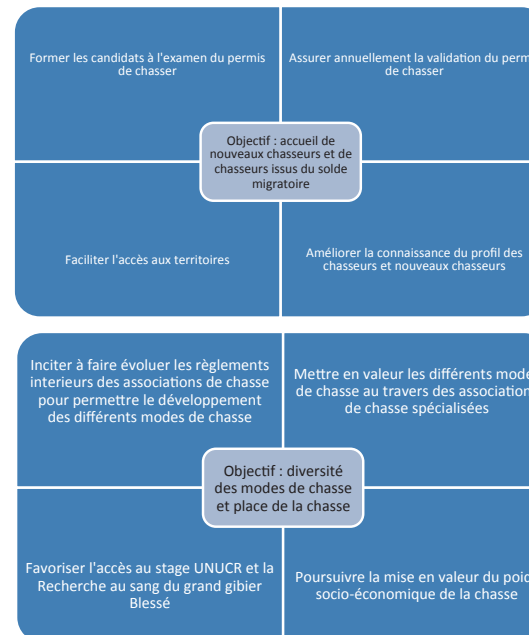 Former les candidats à l'examen du permis
de chasser
Assurer annuellement la validation du
de chasser
Objectif : accueil de
nouveaux chasseurs et de
chasseurs issus du solde
migratoire
Faciliter l'accès aux territoires
Améliorer la connaissance du profil des
chasseurs et nouveaux chasseurs
Inciter à faire évoluer les règlements
interieurs des associations de chasse
pour permettre le développement
des différents modes de chasse
Mettre en valeur les différents
de chasse au travers des
de chasse spécialisées
Objectif : diversité
des modes de chasse
et place de la chasse
Favoriser l'accès au stage UNUCR et la
Recherche au sang du grand gibier
Blessé
Poursuivre la mise en valeur du
socio-économique de la chasse